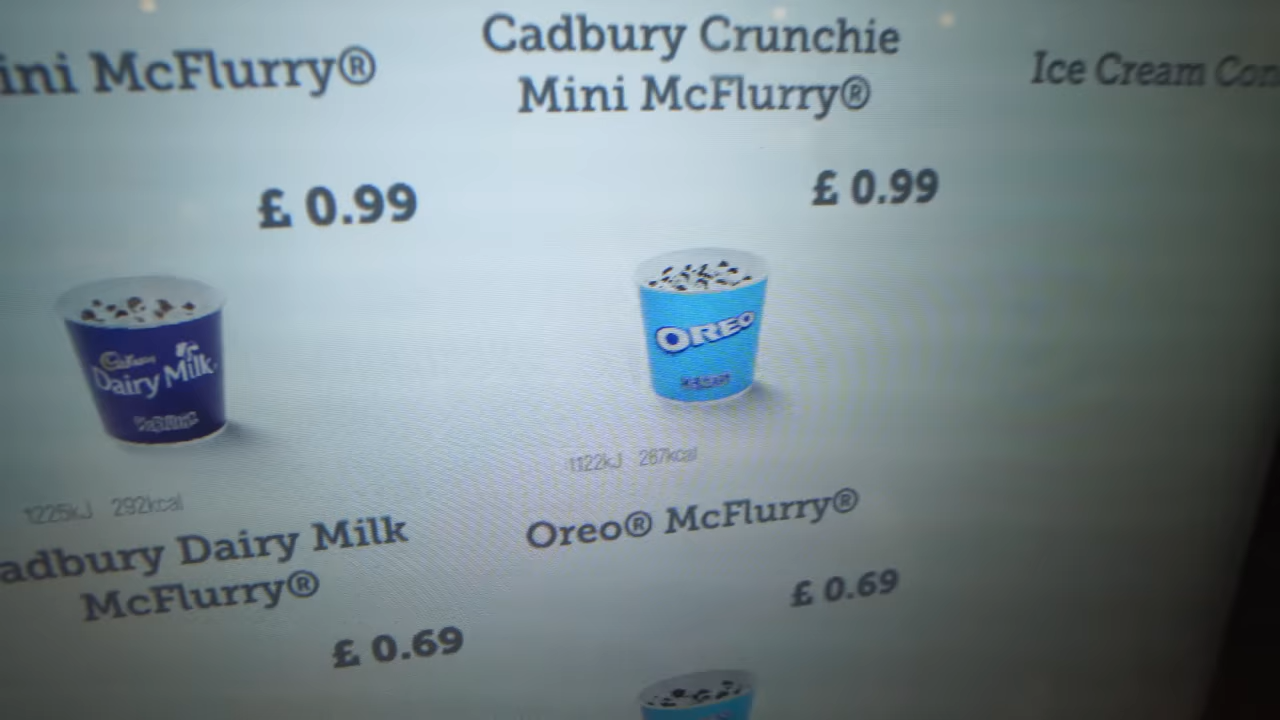 ini McFlurry®
Cadbury Crunchie
Mini McFlurry®
Ice Cream Con
£ 0.99
£ 0.99
Cadbury
Dairy Milk
OREO
1225kJ 292kcal
1122kJ 267kcal
adbury Dairy Milk
McFlurry®
Oreo® McFlurry®
£ 0.69
£ 0.69